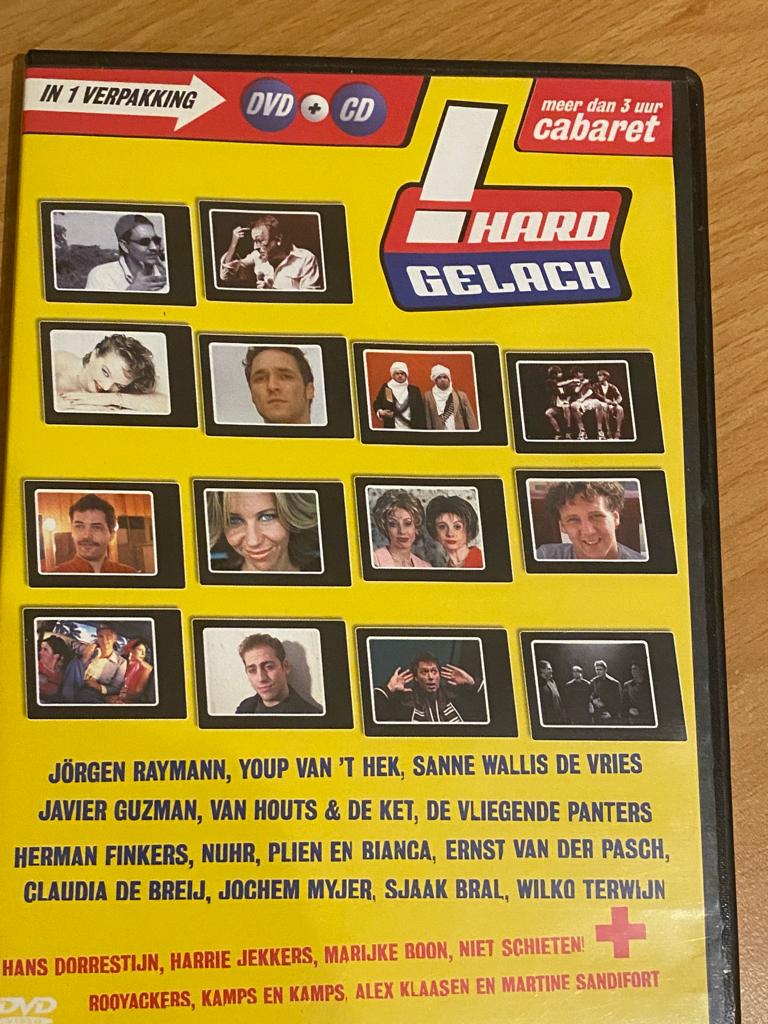 IN 1 VERPAKKING
DVD + CD
meer dan 3 uur
cabaret
! HARD
GELACH
JÖRGEN RAYMANN, YOUP VAN 'T HEK, SANNE WALLIS DE VRIES
JAVIER GUZMAN, VAN HOUTS & DE KET, DE VLIEGENDE PANTERS
HERMAN FINKERS, NUHR, PLIEN EN BIANCA, ERNST VAN DER PASCH,
CLAUDIA DE BREIJ, JOCHEM MYJER, SJAAK BRAL, WILKO TERWIJN
HANS DORRESTIJN, HARRIE JEKKERS, MARIJKE BOON, NIET SCHIETEN!
ROOYACKERS, KAMPS EN KAMPS, ALEX KLAASEN EN MARTINE SANDIFORT
DVD
VIDEO